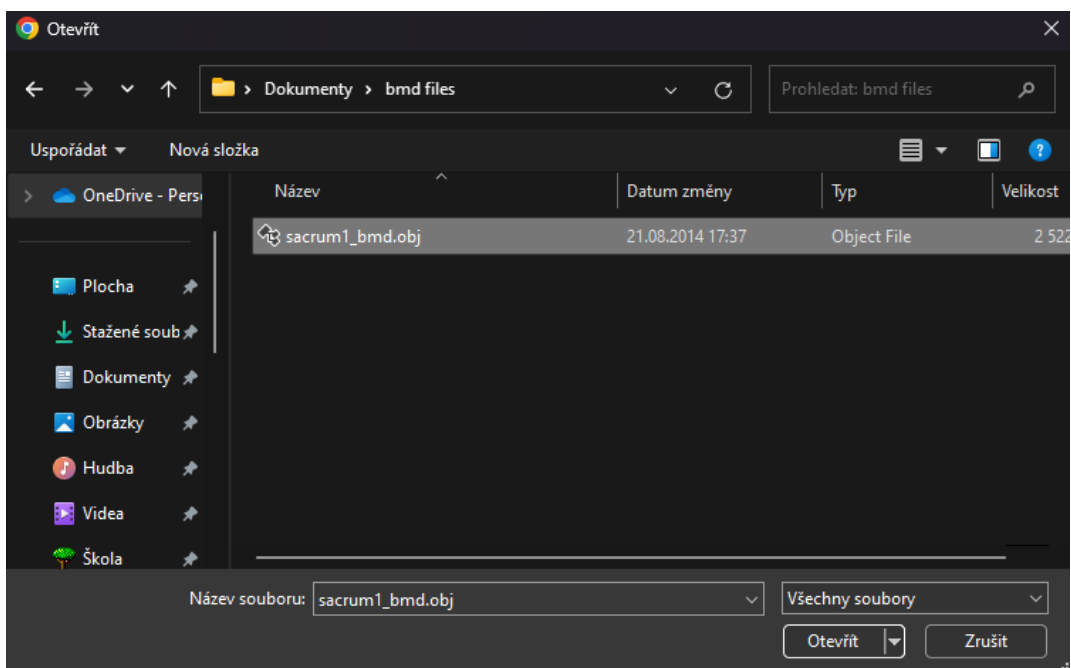 Otevřít
Dokumenty > bmd files
Prohledat: bmd files
Uspořádat
Nová složka
OneDrive - Pers
Název
Datum změny
Typ
Velikost
sacrum1_bmd.obj
21.08.2014 17:37
Object File
2 522
Plocha
Stažené soub
Dokumenty
Obrázky
Hudba
Videa
Škola
Název souboru:
sacrum1_bmd.obj
Všechny soubory
Otevřít
Zrušit